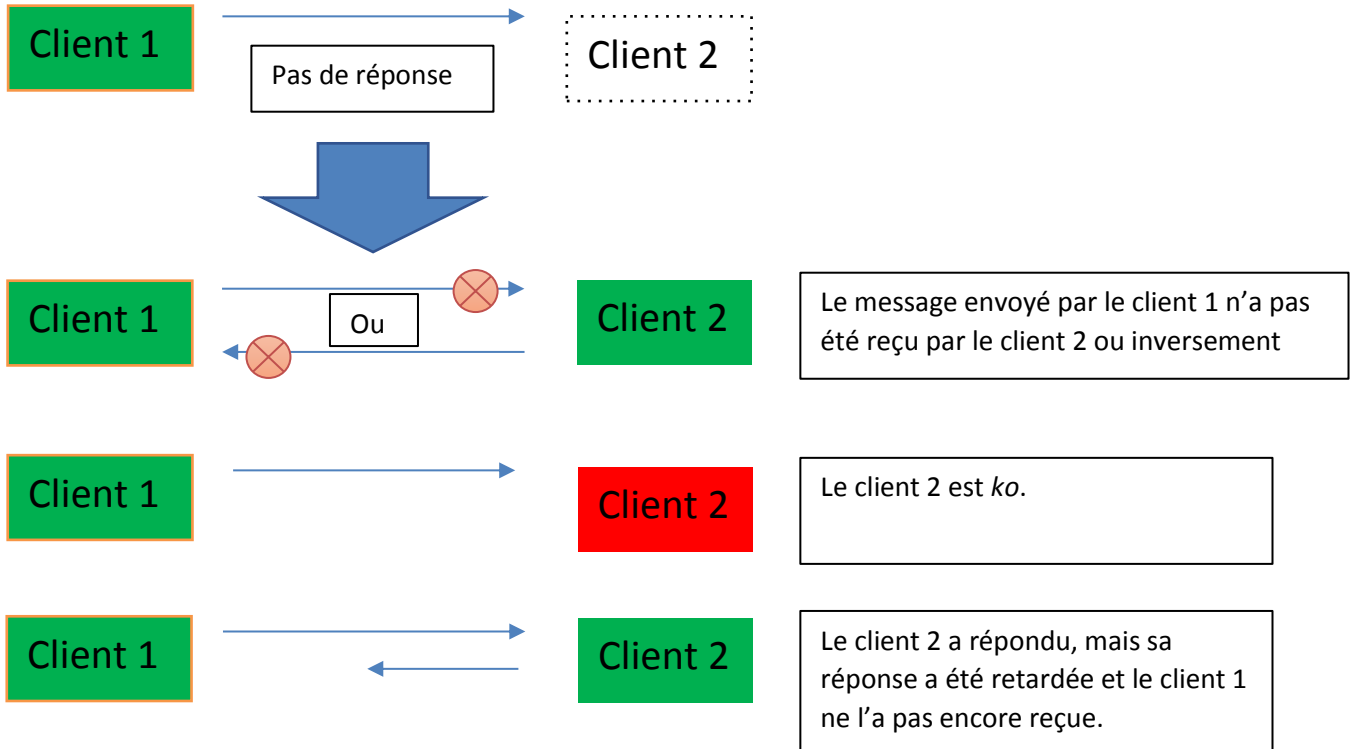 Client 1
Pas de réponse
Client 2
Client 1
Ou
Client 2
Le message envoyé par le client 1 n’a pas
été reçu par le client 2 ou inversement
Client 1
Client 2
Le client 2 est ko.
Client 1
Client 2
Le client 2 a répondu, mais sa
réponse a été retardée et le client 1
ne l’a pas encore reçue.